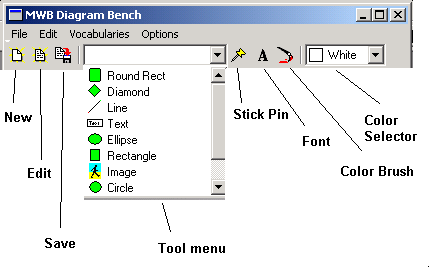 MWB Diagram Bench
File Edit Vocabularies Options
White
Round Rect
Diamond
Line
Text Text
Ellipse
Rectangle
Image
Circle
New
Edit
Save
Tool menu
Stick Pin
A
Font
Color Brush
Color
Selector